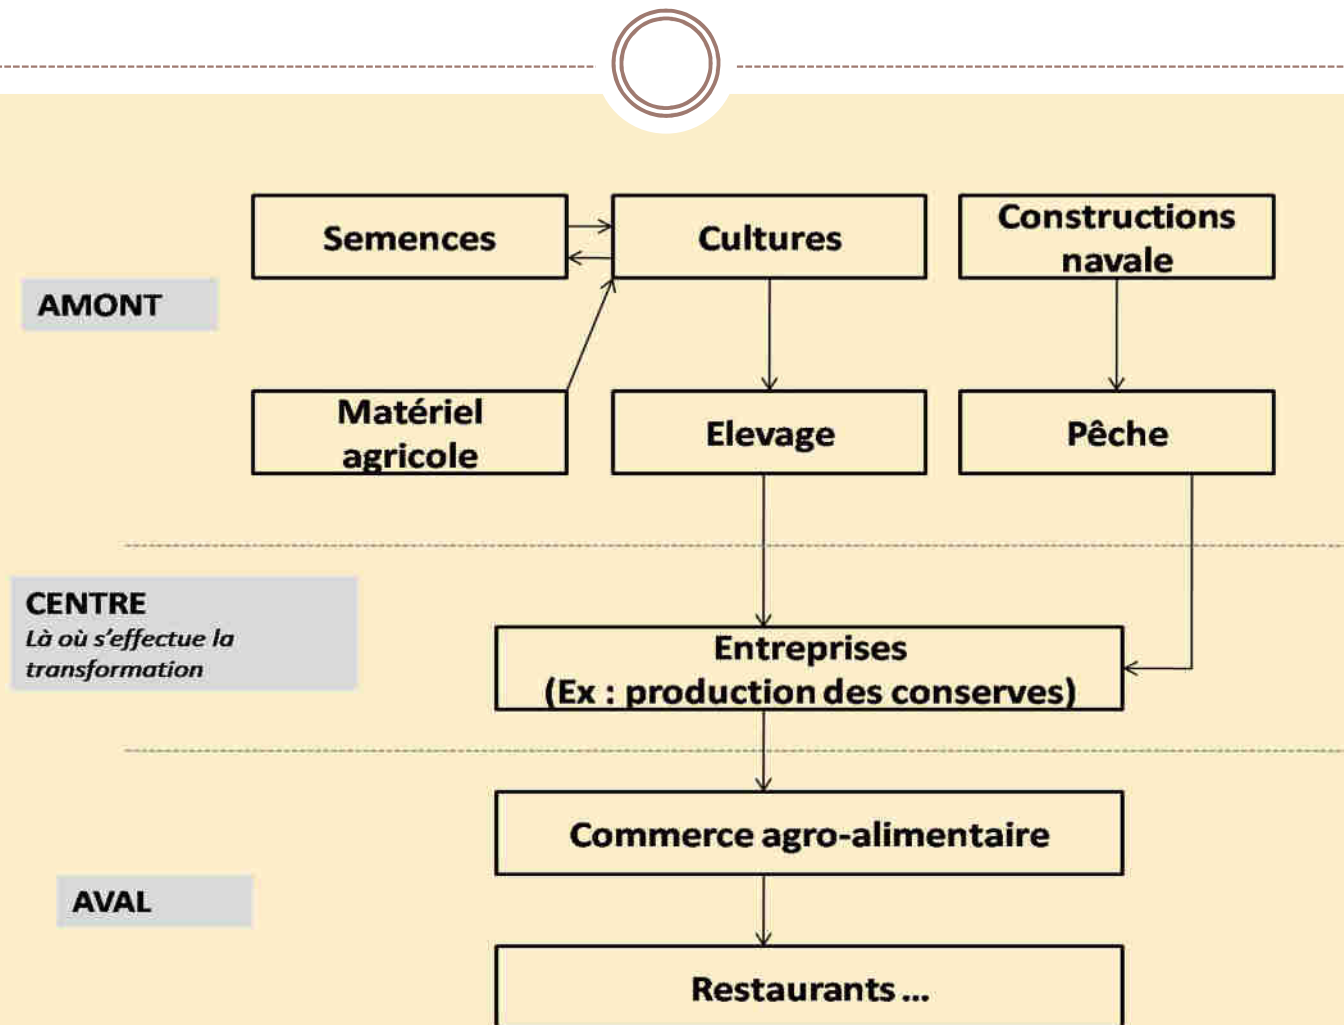 Semences
Cultures
Constructions
navale
AMONT
Matériel
agricole
Elevage
Pêche
CENTRE
Là où s'effectue la
transformation
Entreprises
(Ex : production des conserves)
Commerce agro-alimentaire
AVAL
Restaurants ...